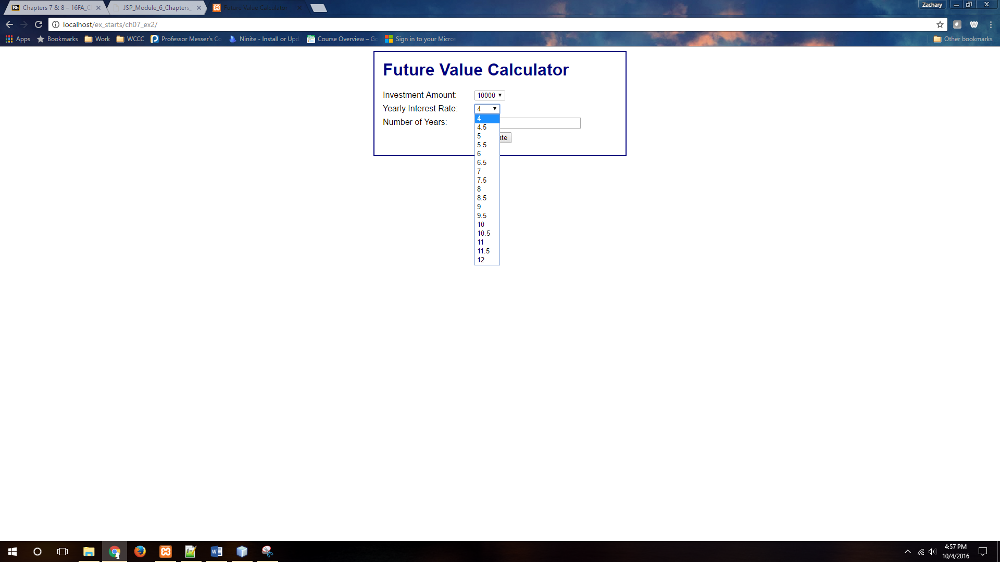 Chapters 7 & 8 – 16FA_C
JSP_Module_6_Chapters_
Future Value Calculator
Zachary
localhost/ex_starts/ch07_ex2/
Apps
Bookmarks
Work
WCCC
Professor Messer's Co
Ninite - Install or Upd
Course Overview – Go
Sign in to your Micros
Other bookmarks
Future Value Calculator
Investment Amount: 10000
Yearly Interest Rate: 4
Number of Years:
4
4.5
5
5.5
6
6.5
7
7.5
8
8.5
9
9.5
10
10.5
11
11.5
12
ate
4:57 PM
10/4/2016